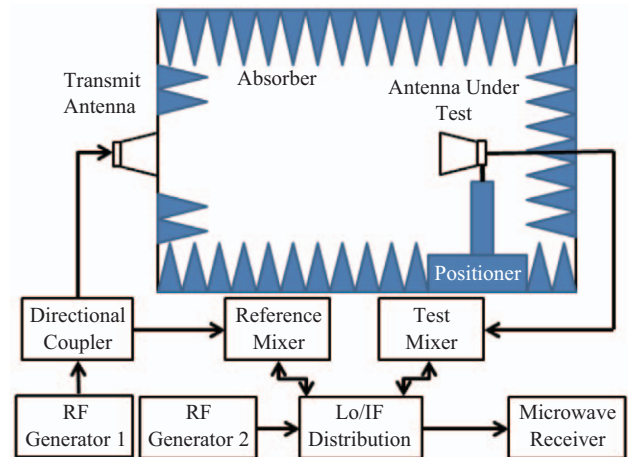 Transmit
Antenna
Absorber
Antenna Under
Test
Positioner
Directional
Coupler
Reference
Mixer
Test
Mixer
RF
Generator 1
RF
Generator 2
Lo/IF
Distribution
Microwave
Receiver